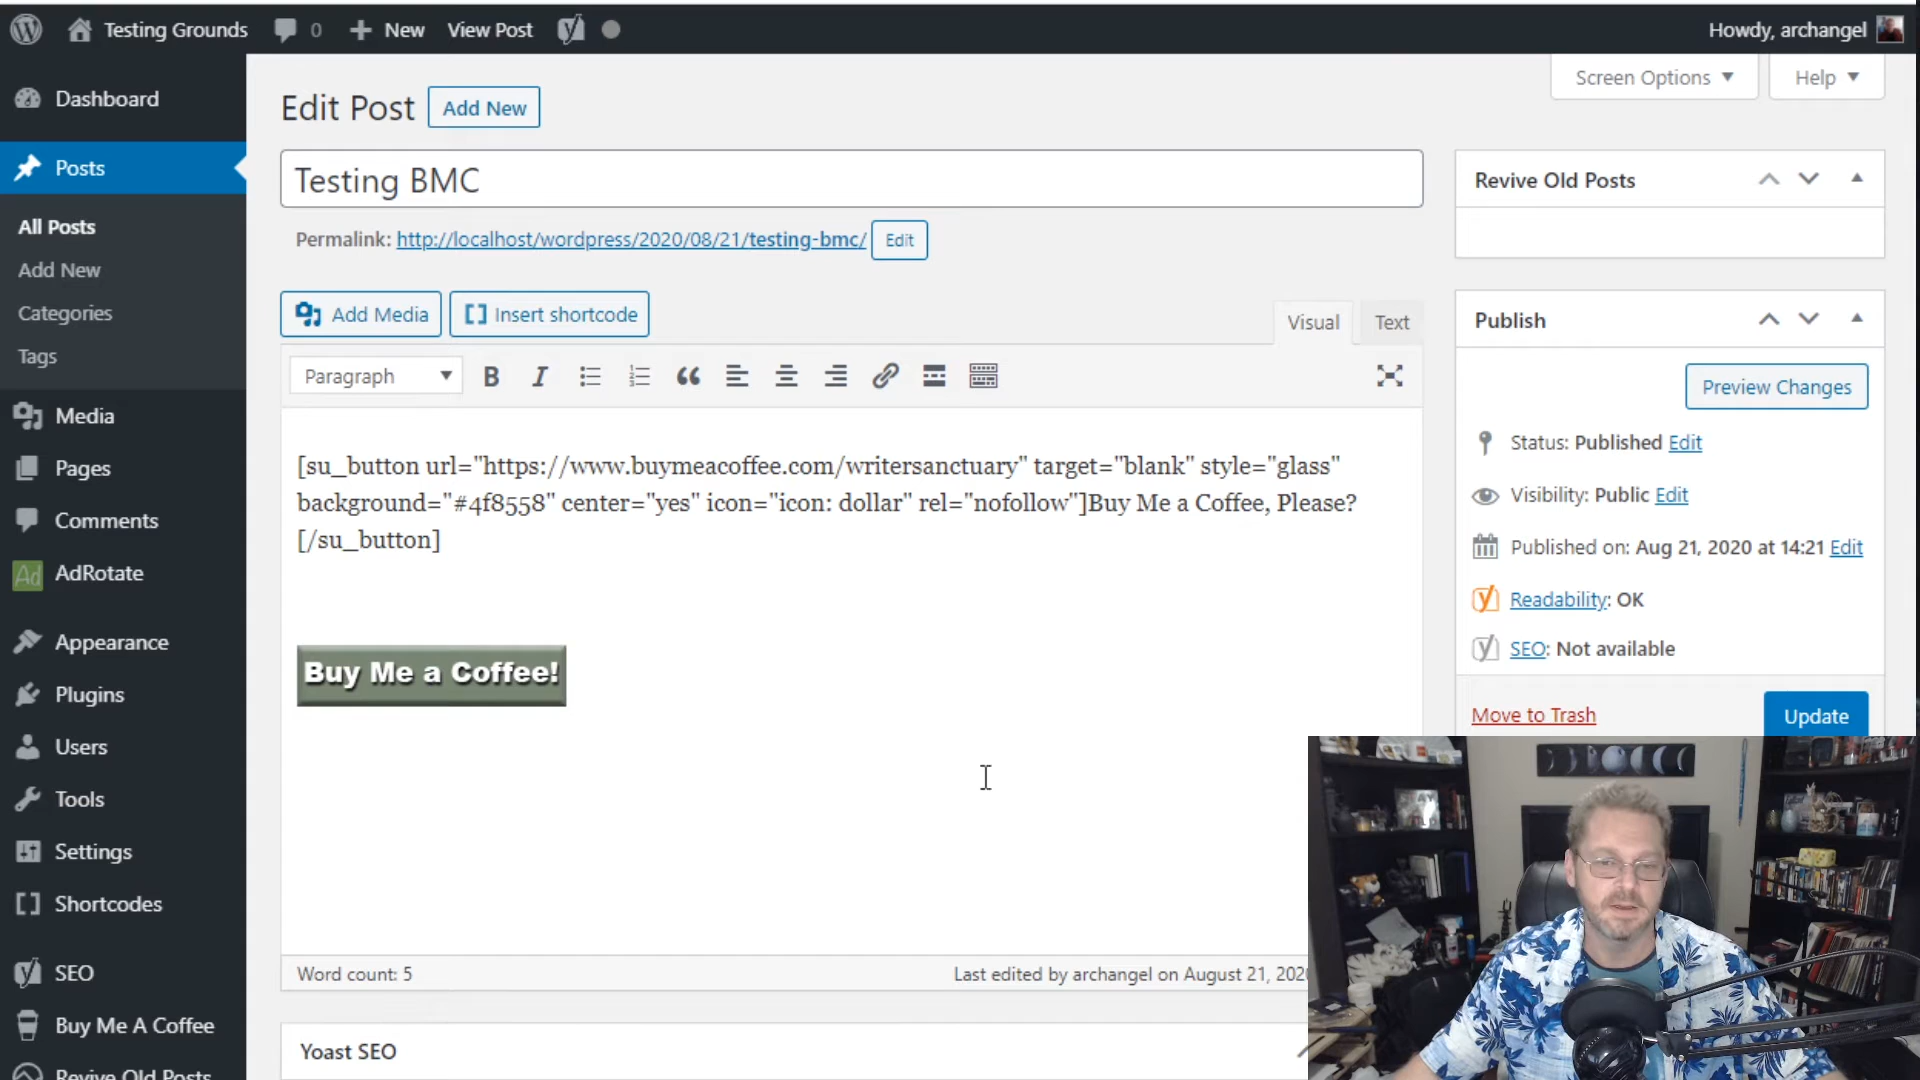 Testing Grounds
0
New
View Post
Howdy, archangel
Dashboard
Posts
All Posts
Add New
Categories
Tags
Media
Pages
Comments
AdRotate
Appearance
Plugins
Users
Tools
Settings
Shortcodes
SEO
Buy Me A Coffee
Revive Old Posts
Screen Options
Help
Edit Post
Add New
Testing BMC
Permalink: http://localhost/wordpress/2020/08/21/testing-bmc/
Edit
Add Media
Insert shortcode
Visual
Text
Paragraph
B
I
[su_button url="https://www.buymeacoffee.com/writersanctuary" target="blank" style="glass"
background="#4f8558" center="yes" icon="icon: dollar" rel="nofollow"]Buy Me a Coffee, Please?
[/su_button]
Buy Me a Coffee!
Word count: 5
Last edited by archangel on August 21, 202
Yoast SEO
Revive Old Posts
Publish
Preview Changes
Status: Published Edit
Visibility: Public Edit
Published on: Aug 21, 2020 at 14:21 Edit
Readability: OK
SEO: Not available
Move to Trash
Update